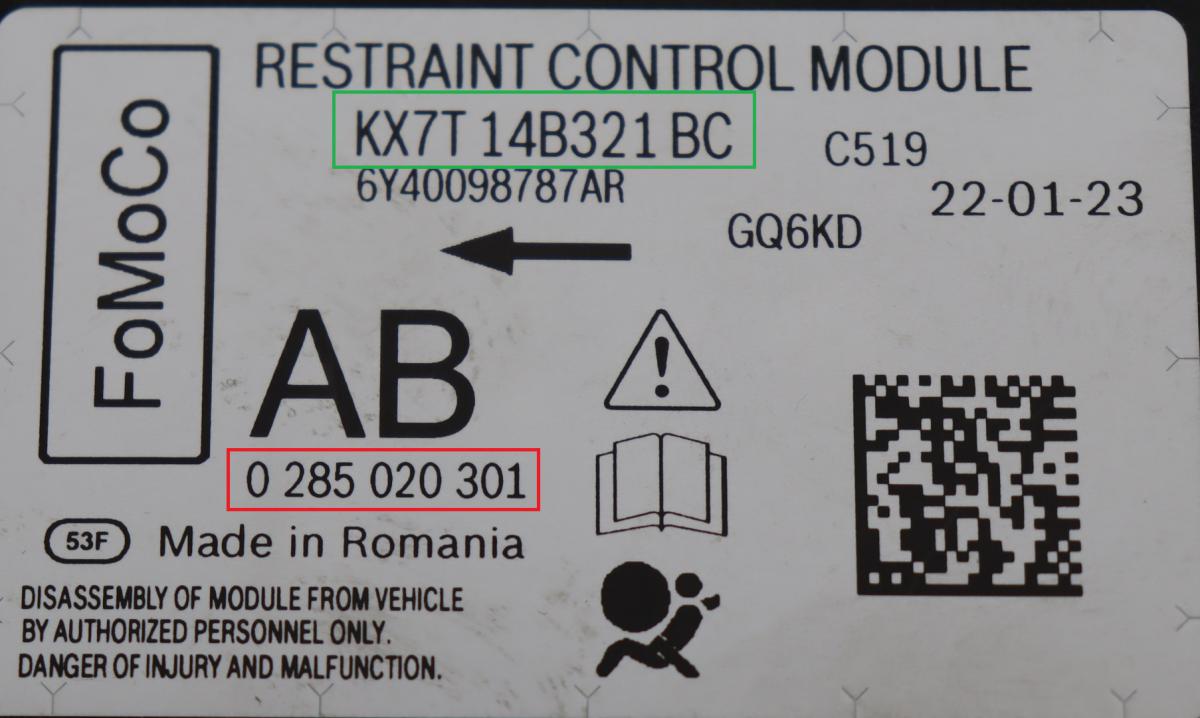 FoMoCo
RESTRAINT CONTROL MODULE
KX7T 14B321 BC
C519
6Y40098787AR
22-01-23
GQ6KD
AB
0 285 020 301
53F
Made in Romania
DISASSEMBLY OF MODULE FROM VEHICLE
BY AUTHORIZED PERSONNEL ONLY.
DANGER OF INJURY AND MALFUNCTION.